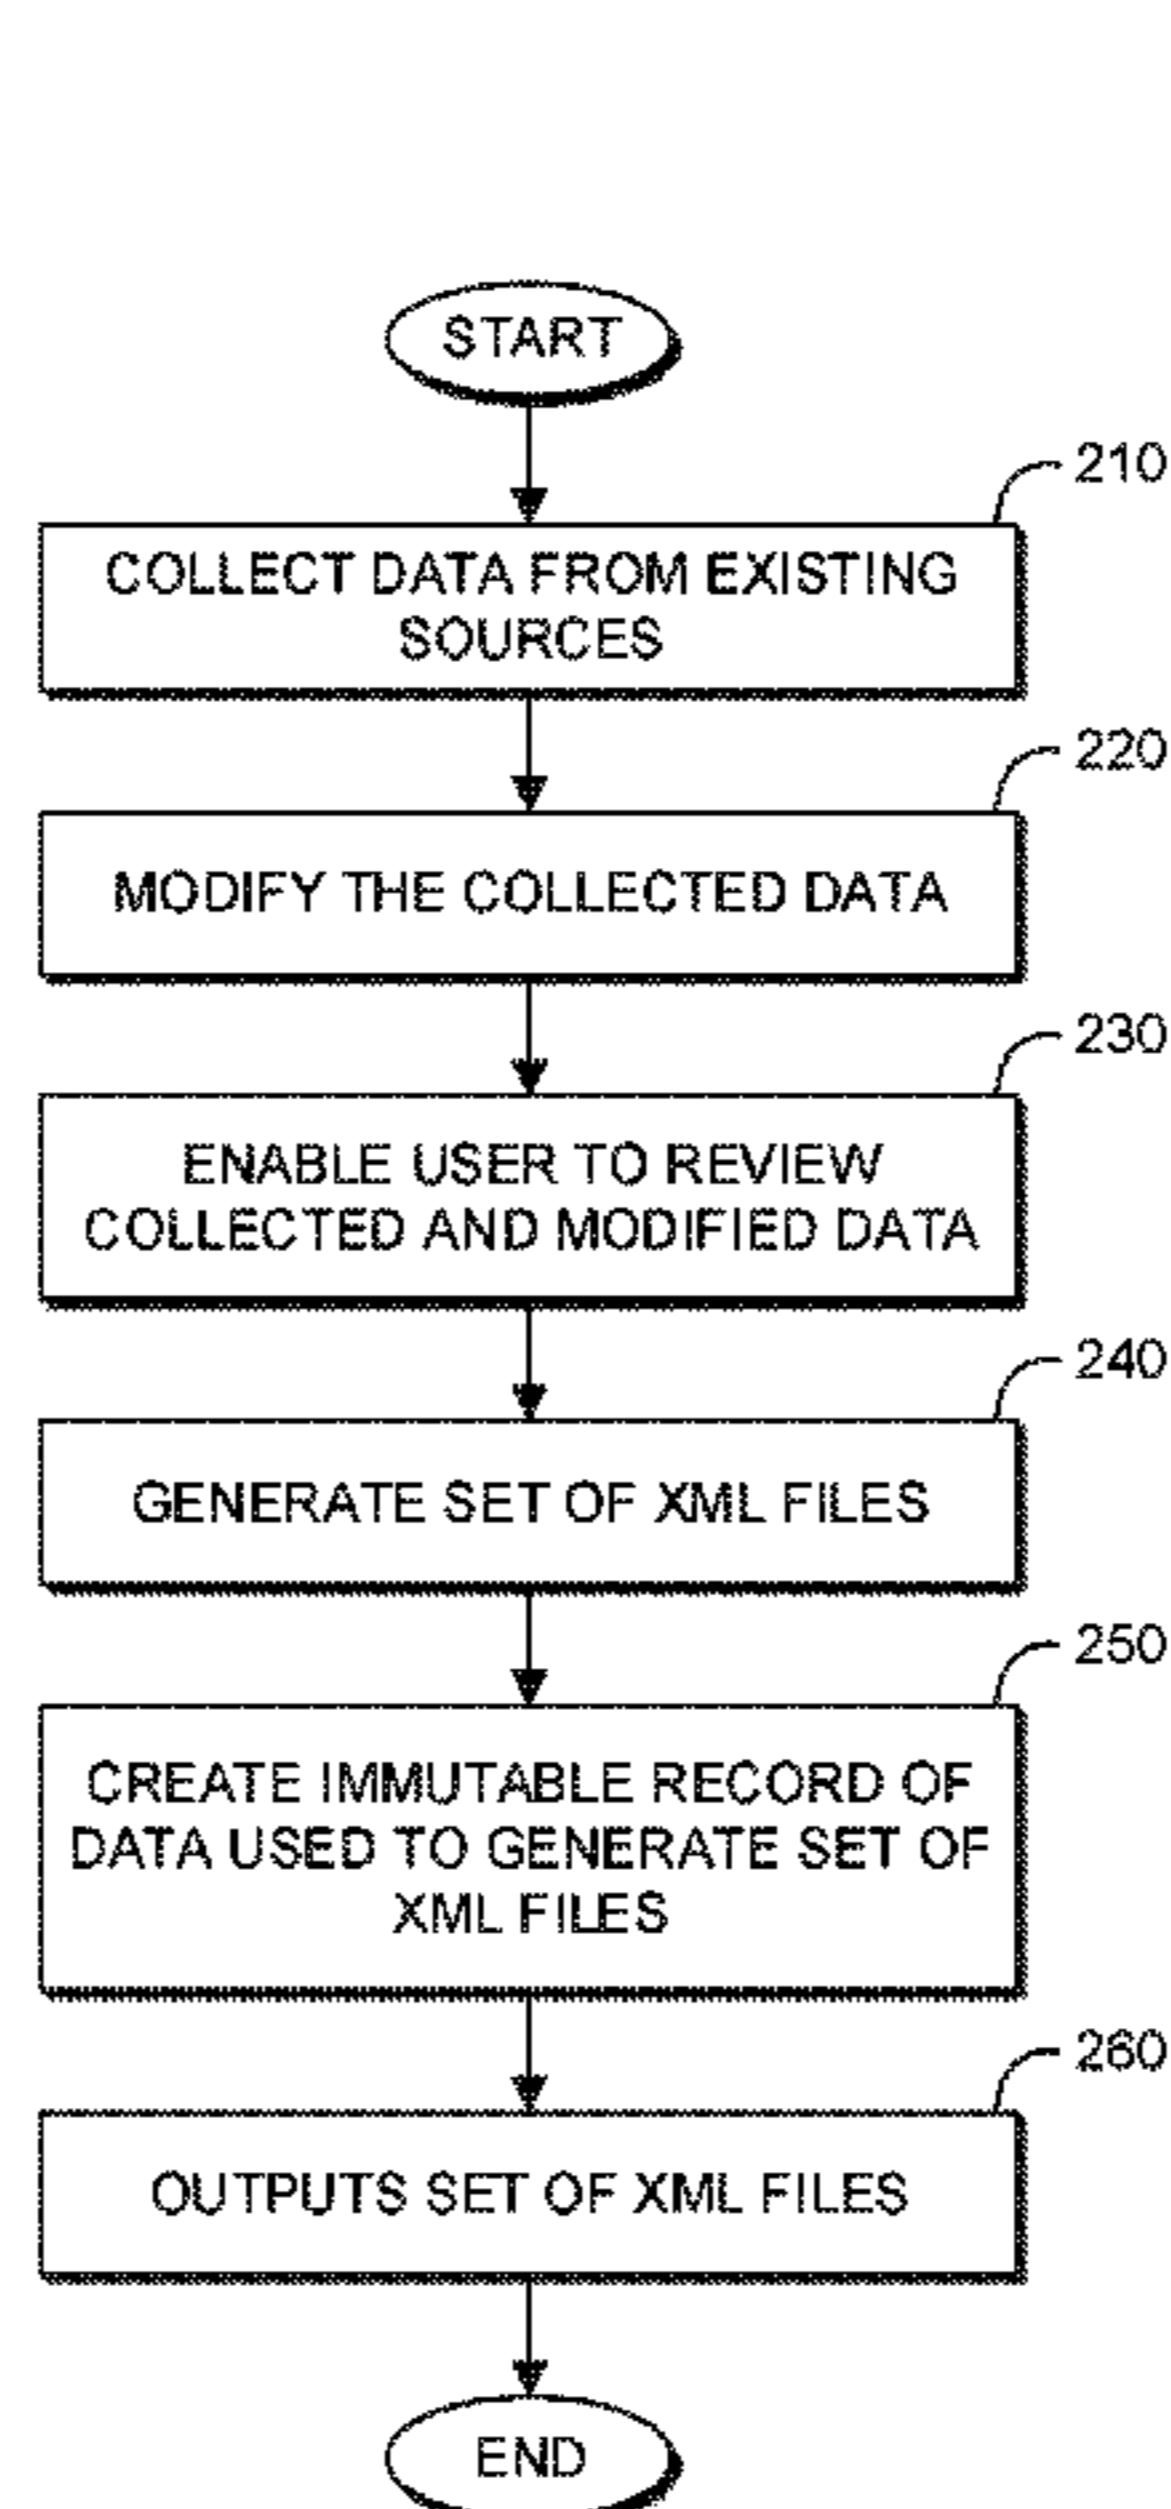 START
210
COLLECT DATA FROM EXISTING
SOURCES
220
MODIFY THE COLLECTED DATA
230
ENABLE USER TO REVIEW
COLLECTED AND MODIFIED DATA
240
GENERATE SET OF XML FILES
250
CREATE IMMUTABLE RECORD OF
DATA USED TO GENERATE SET OF
XML FILES
260
OUTPUTS SET OF XML FILES
END